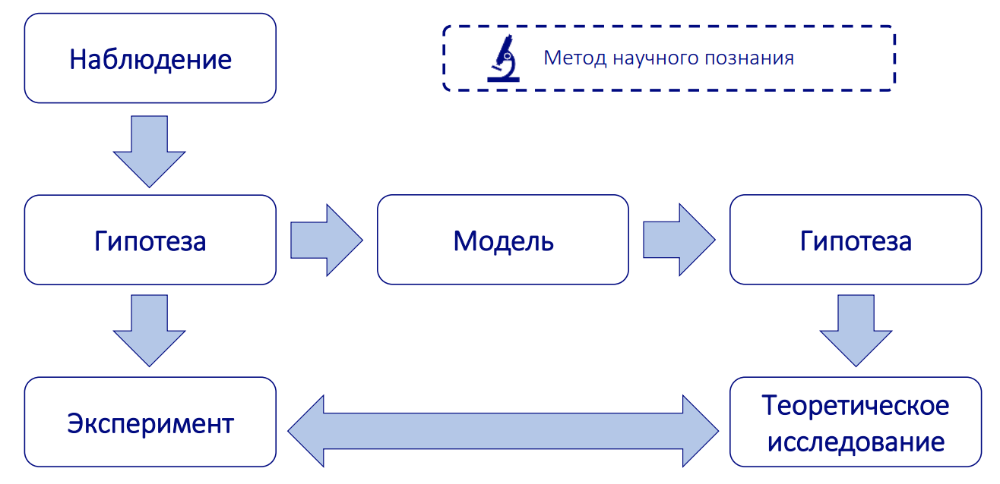 Наблюдение
Метод научного познания
Гипотеза
Модель
Гипотеза
Эксперимент
Теоретическое
исследование